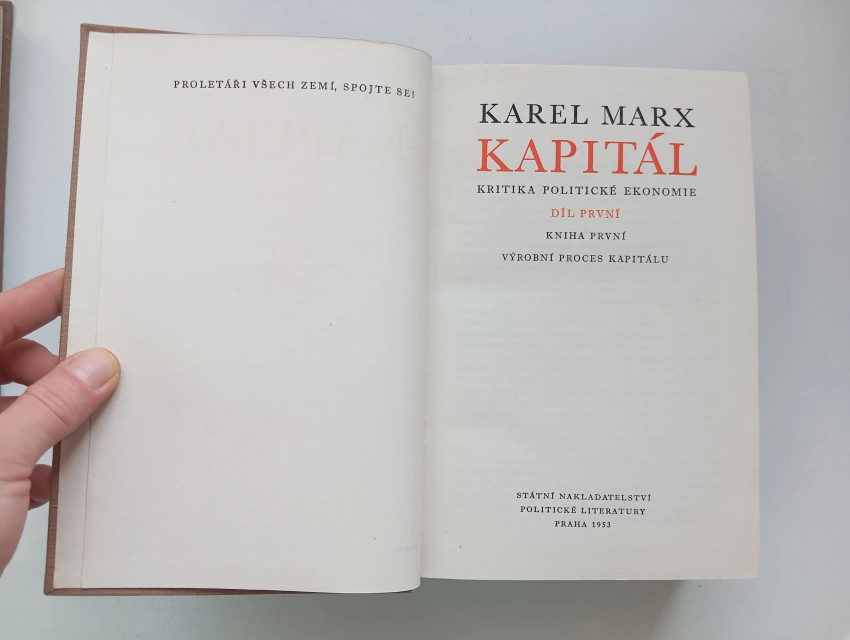 PROLETÁŘI VŠECH ZEMÍ, SPOJTE SE!
KAREL MARX
KAPITÁL
KRITIKA POLITICKÉ EKONOMIE
DÍL PRVNÍ
KNIHA PRVNÍ
VÝROBNÍ PROCES KAPITÁLU
STÁTNÍ NAKLADATELSTVÍ
POLITICKÉ LITERATURY
PRAHA 1953